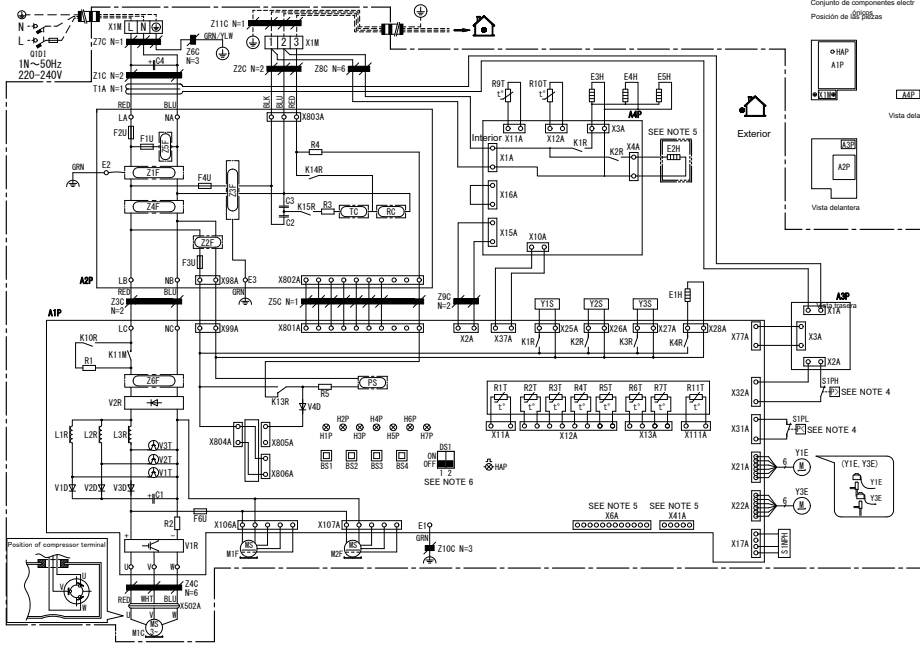 Conjunto de componentes electr
Posición de las piezas
Z11C N=1
N
L
Q1DI
1N~50Hz
220-240V
X1M
L N
Z7C N=1
Z6C
N=3
GRN/YLW
C4
Z1C N=2
T1A N=1
RED BLU
1 2 3
X1M
Z2C N=2
Z8C N=6
BLK
BLU
RED
R9T
t°
R10T
t°
E3H
E4H
E5H
HAP
A1P
X1M
A4P
Vista dela
Exterior
A4P
X11A
X12A
X3A
SEE NOTE 5
Interior
X1A
K1R
K2R
X4A
E2H
A3P
A2P
Vista delantera
LA
NA
F2U
F1U
Z5F
X803A
R4
GRN
E2
Z1F
F4U
Z3F
K14R
Z4F
C3
C2
K15R
R3
TC
RC
X16A
X15A
X10A
Z2F
F3U
A2P
LB
NB
X98A
E3
GRN
X802A
RED BLU
Z3C
N=2
Z5C N=1
Z9C
N=2
E1H
Y1S
Y2S
Y3S
A3P
Vista trasera
X1A
A1P
LC
NC
X99A
X801A
X2A
X37A
X25A
X26A
X27A
X28A
X77A
X3A
K10R
K11M
R1
K1R
K2R
K3R
K4R
X2A
Z6F
K13R
R5
PS
V2R
V4D
R1T
R2T
R3T
R4T
R5T
R6T
R7T
R11T
t° t° t° t° t° t° t° t°
X32A
S1PH
SEE NOTE 4
L1R
L2R
L3R
V3T
V2T
V1T
X804A
X805A
X806A
H1P
H2P
H3P
H4P
H5P
H6P
H7P
X11A
X12A
X13A
X111A
X31A
S1PL
SEE NOTE 4
BS1
BS2
BS3
BS4
DS1
ON
OFF
1 2
SEE NOTE 6
HAP
X21A
6
M
Y1E
(Y1E, Y3E)
Y1E
Y3E
V1D
V2D
V3D
C1
X22A
6
M
Y3E
R2
F6U
X106A
X107A
E1
SEE NOTE 5
X6A
SEE NOTE 5
X41A
GRN
Z10C N=3
X17A
S1NPH
MS
M1F
MS
M2F
V1R
Position of compressor terminal
U
V
W
U V W
Z4C
N=6
RED WHT BLU
X502A
U V W
MS
3~
M1C